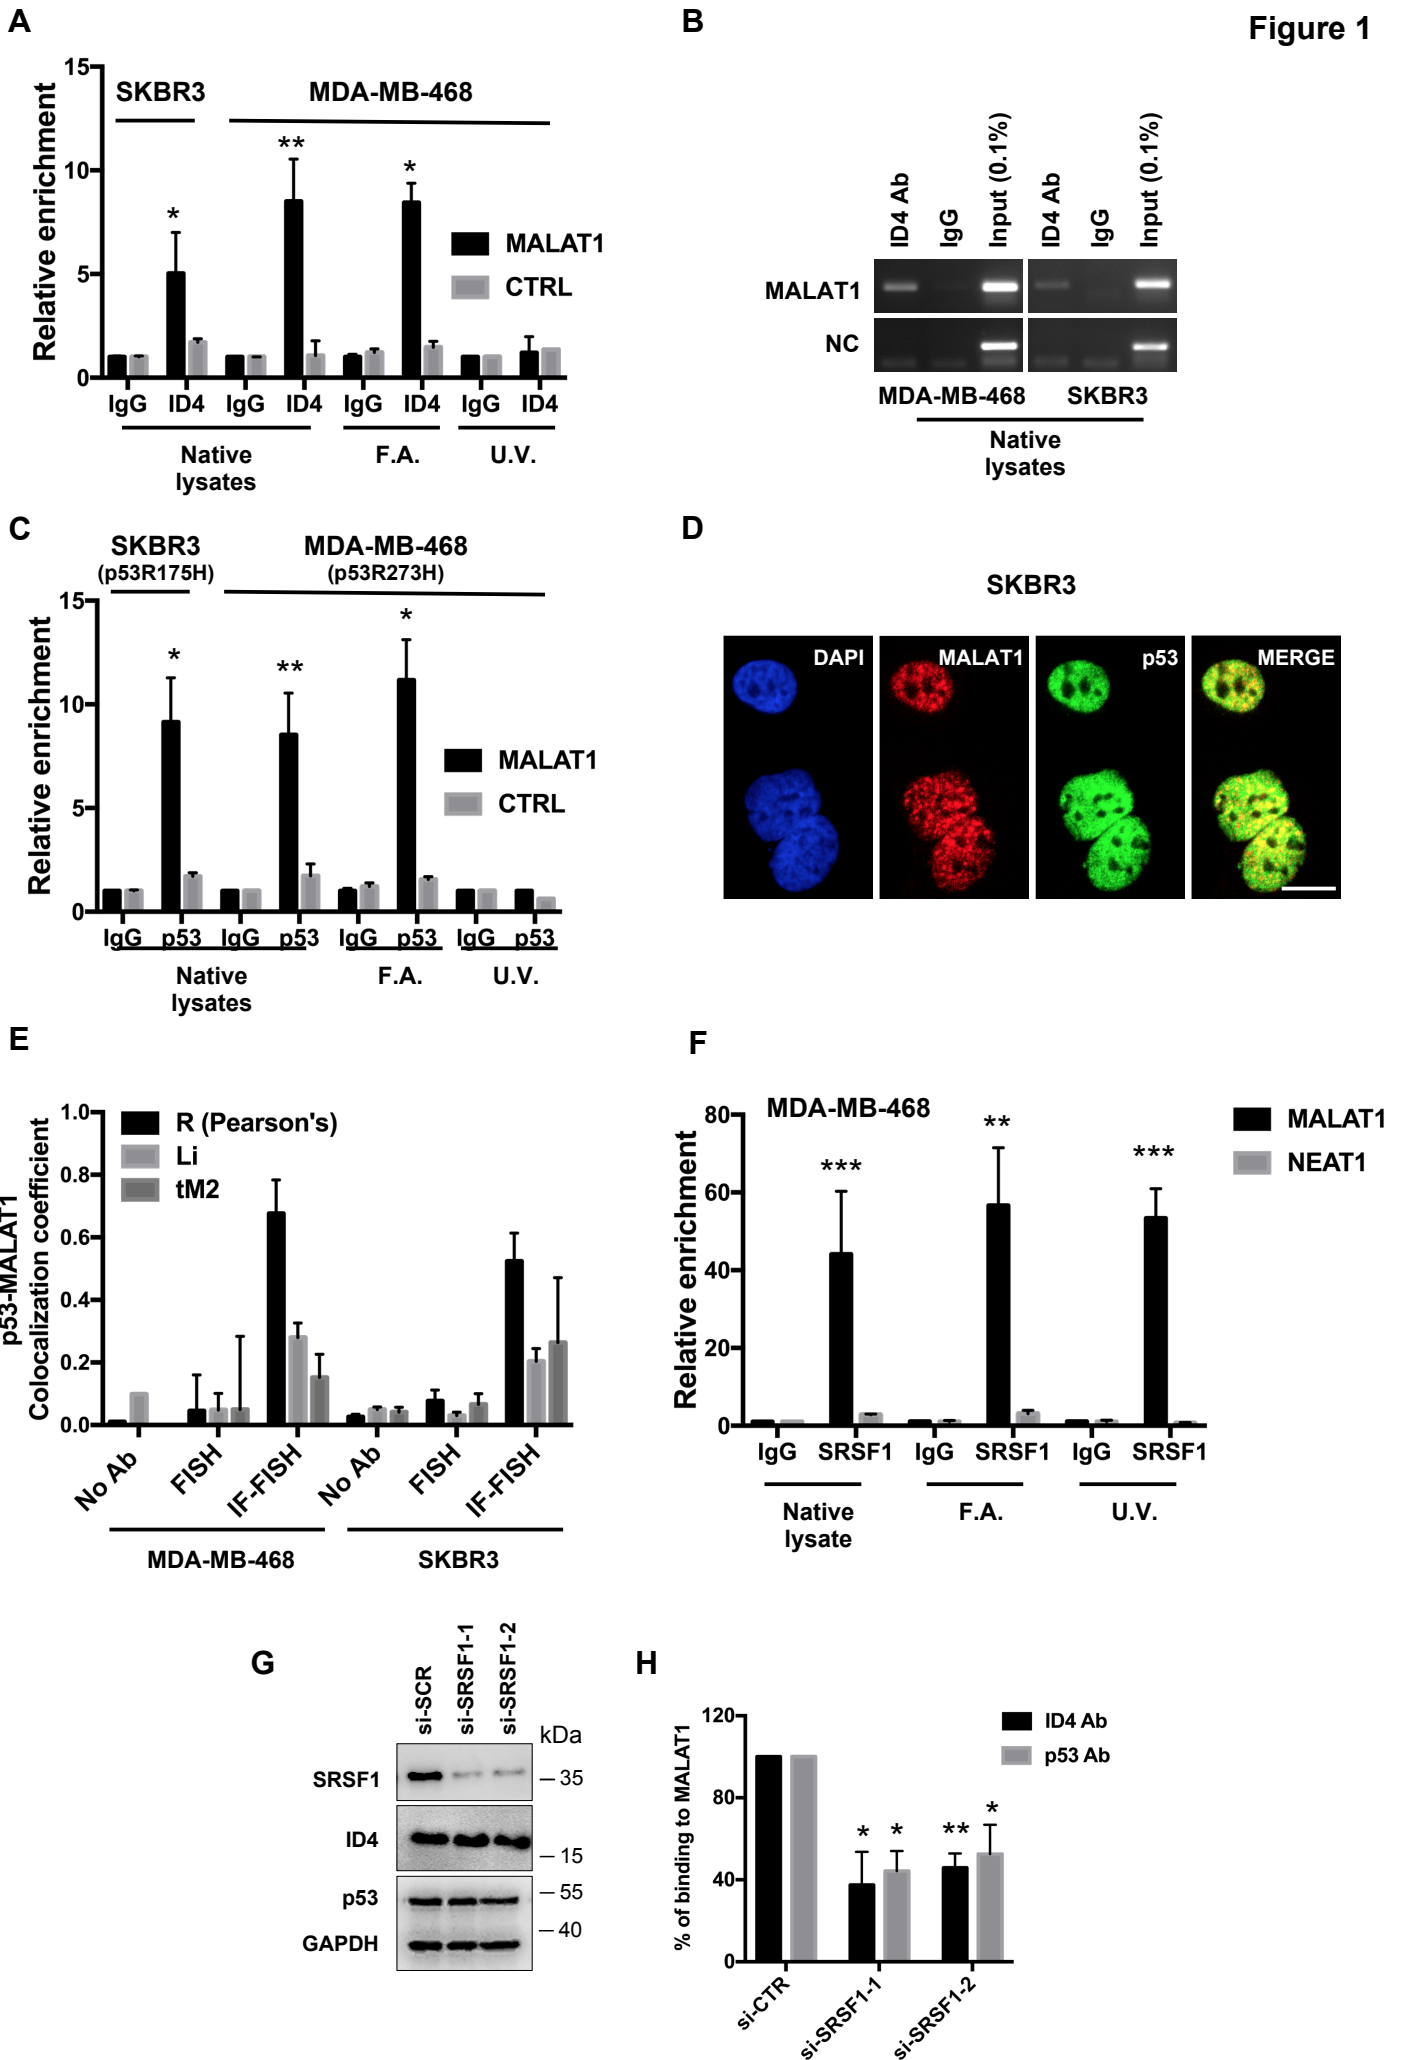 Figure 1
A
SKBR3
MDA-MB-468
**
*
*
15
10
5
0
Relative enrichment
MALAT1
CTRL
IgG ID4 IgG ID4 IgG ID4 IgG ID4
Native
lysates
F.A.
U.V.
B
ID4 Ab
IgG
Input (0.1%)
ID4 Ab
IgG
Input (0.1%)
MALAT1
NC
MDA-MB-468 SKBR3
Native
lysates
C
SKBR3
(p53R175H)
MDA-MB-468
(p53R273H)
*
**
*
15
10
5
0
Relative enrichment
MALAT1
CTRL
IgG p53 IgG p53 IgG p53 IgG p53
Native
lysates
F.A.
U.V.
D
SKBR3
DAPI
MALAT1
p53
MERGE
E
p53-MALAT1
Colocalization coefficient
1.0
0.8
0.6
0.4
0.2
0.0
R (Pearson's)
Li
tM2
No Ab
FISH
IF-FISH
No Ab
FISH
IF-FISH
MDA-MB-468
SKBR3
F
MDA-MB-468
***
**
***
80
60
40
20
0
Relative enrichment
MALAT1
NEAT1
IgG SRSF1 IgG SRSF1 IgG SRSF1
Native
lysate
F.A.
U.V.
G
si-SCR
si-SRSF1-1
si-SRSF1-2
kDa
SRSF1
35
ID4
15
p53
55
40
GAPDH
H
% of binding to MALAT1
120
80
40
0
ID4 Ab
p53 Ab
* * ** *
si-CTR
si-SRSF1-1
si-SRSF1-2